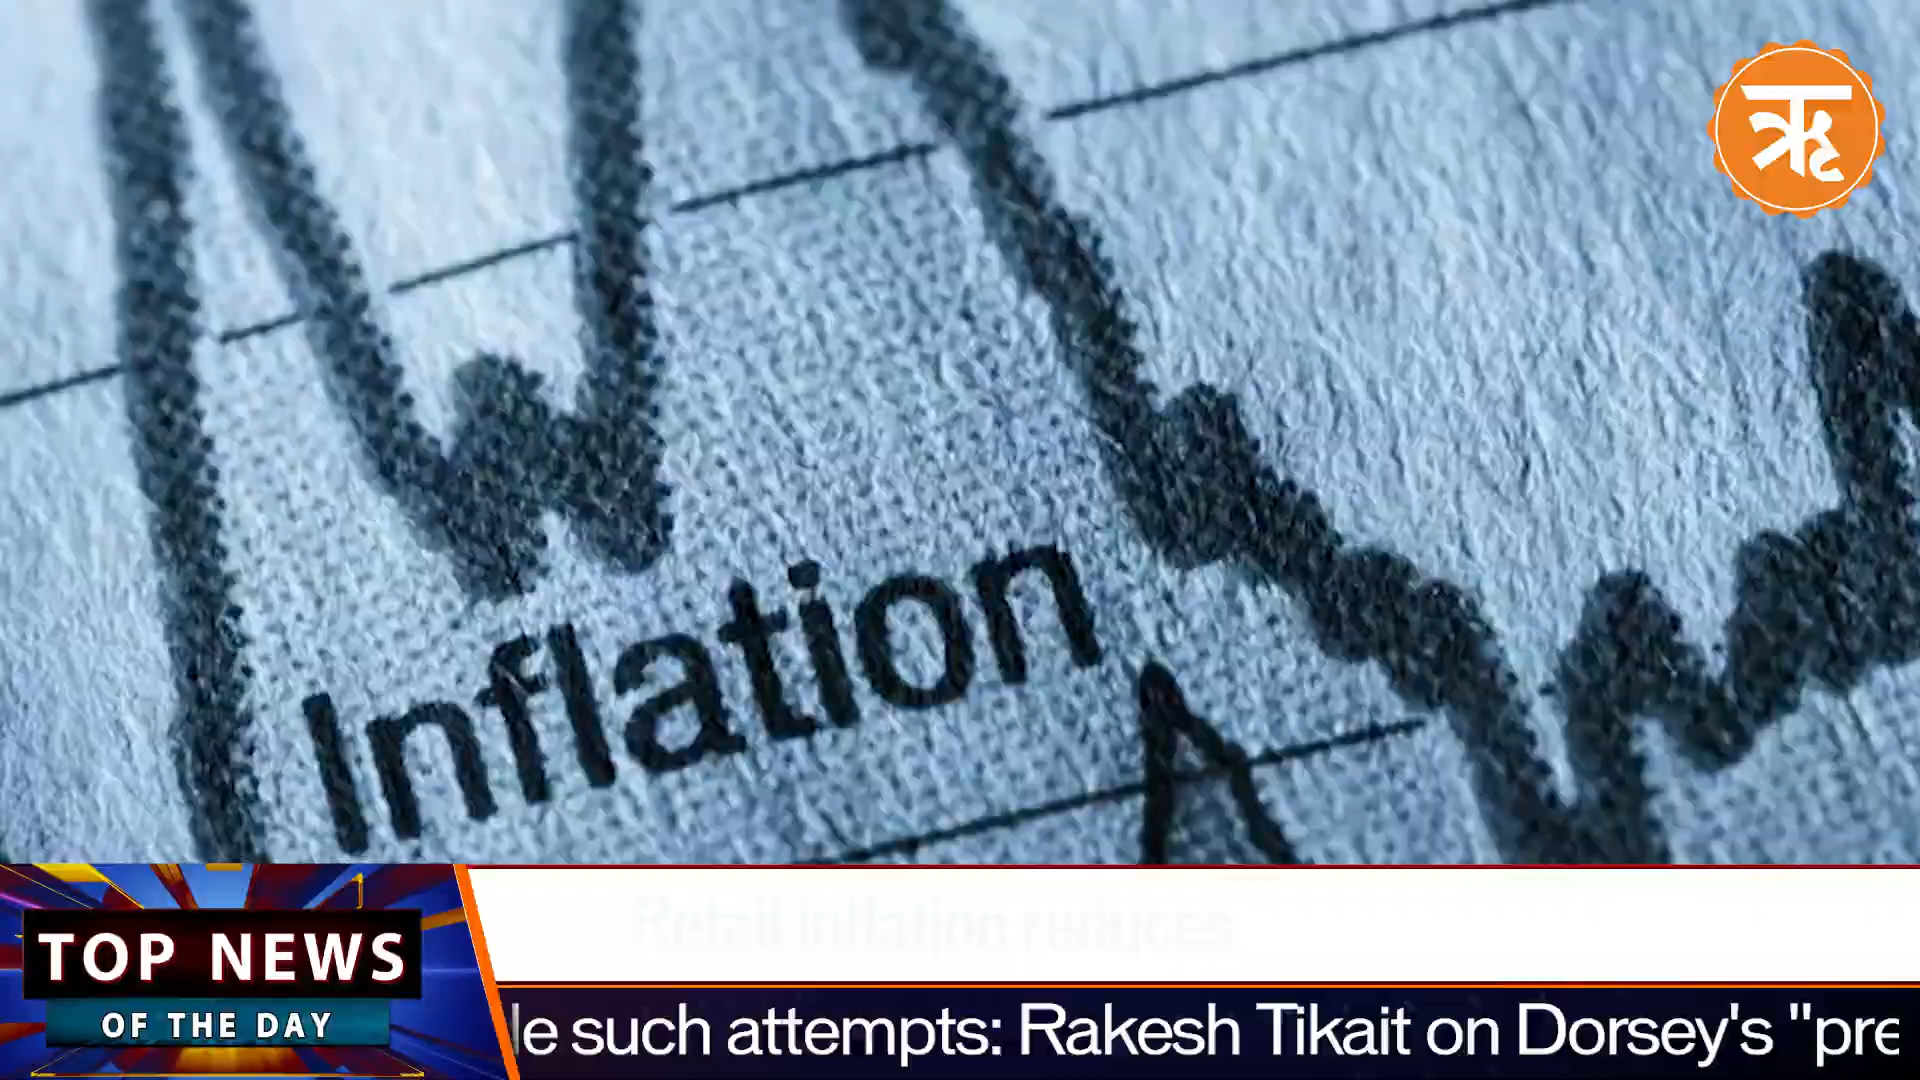 ऋ
Inflation
Retail Inflation reduces
TOP NEWS
OF THE DAY
le such attempts: Rakesh Tikait on Dorsey's "pre